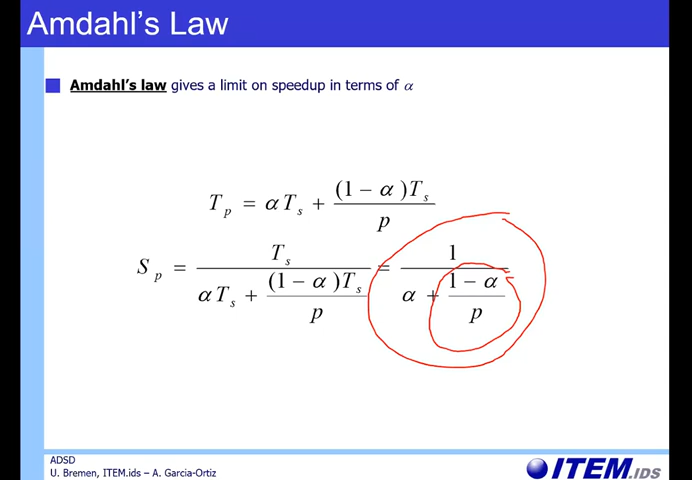 Amdahl's Law
Amdahl's law gives a limit on speedup in terms of α
T_p = αT_s + (1 − α)T_s / p
S_p = T_s / (αT_s + (1 − α)T_s / p) = 1 / (α + (1 − α) / p)
ADSD
U. Bremen, ITEM.ids – A. Garcia-Ortiz
ITEM.IDS